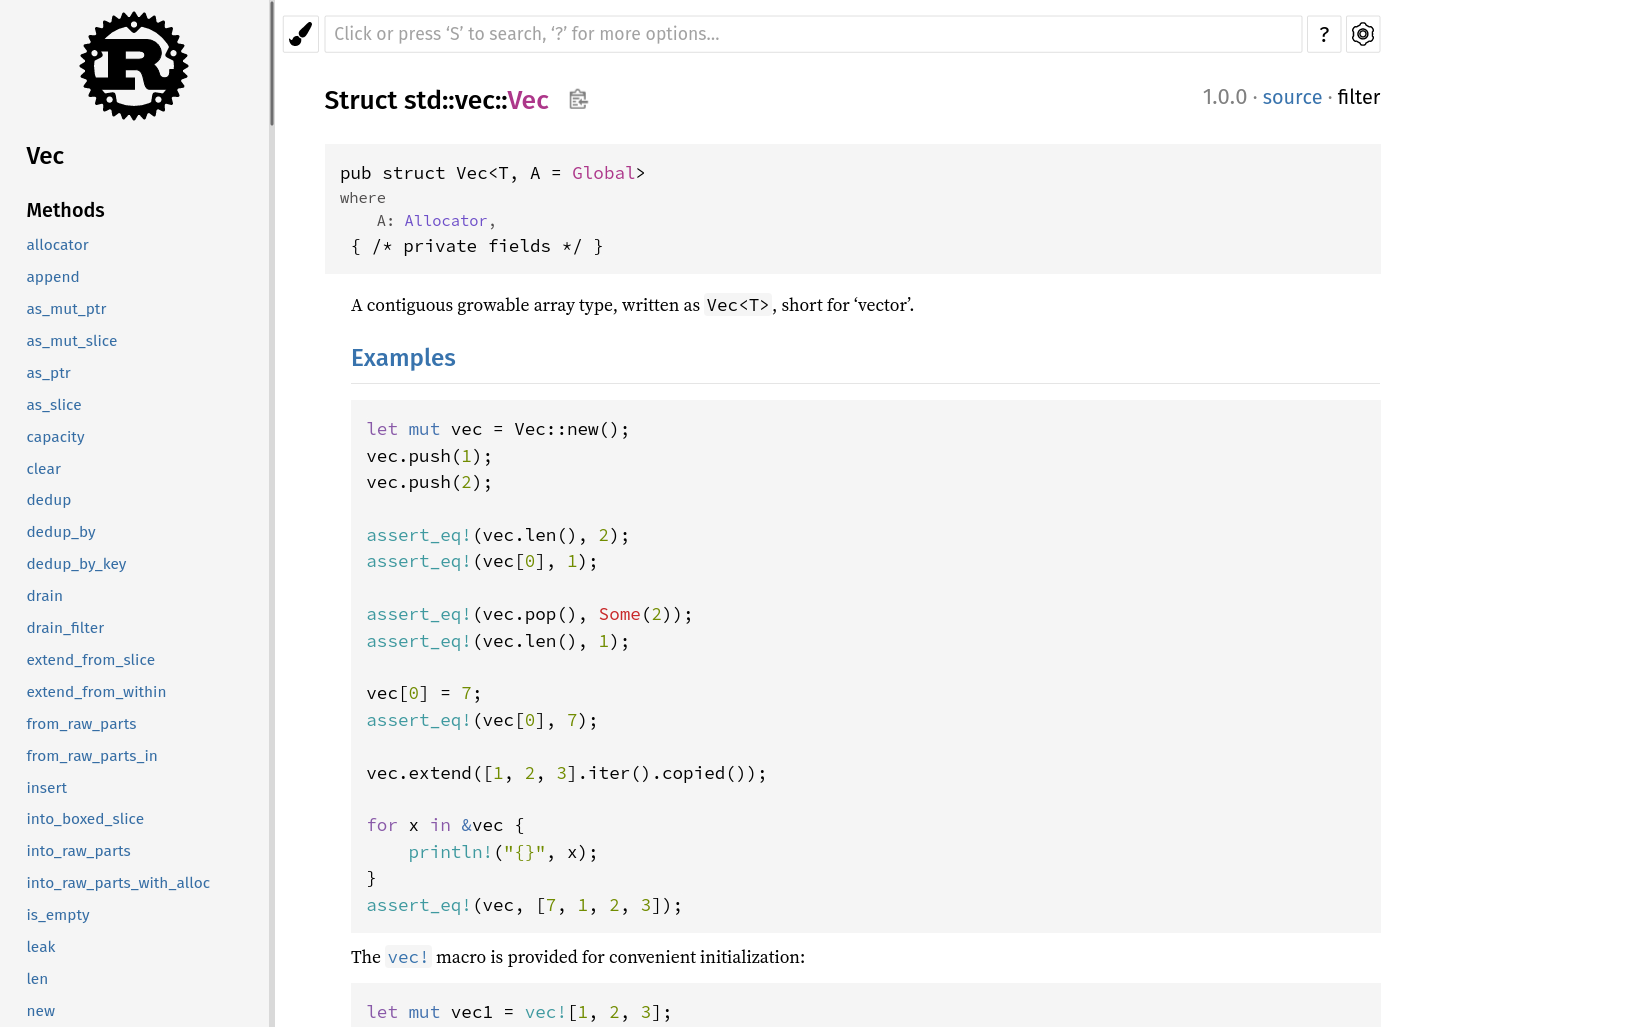 R
Vec
Methods
allocator
append
as_mut_ptr
as_mut_slice
as_ptr
as_slice
capacity
clear
dedup
dedup_by
dedup_by_key
drain
drain_filter
extend_from_slice
extend_from_within
from_raw_parts
from_raw_parts_in
insert
into_boxed_slice
into_raw_parts
into_raw_parts_with_alloc
is_empty
leak
len
new
Click or press ‘S’ to search, ‘?’ for more options…
?
Struct std::vec::Vec
1.0.0 · source · filter
pub struct Vec<T, A = Global>
where
    A: Allocator,
 { /* private fields */ }
A contiguous growable array type, written as Vec<T>, short for ‘vector’.
Examples
let mut vec = Vec::new();
vec.push(1);
vec.push(2);
assert_eq!(vec.len(), 2);
assert_eq!(vec[0], 1);
assert_eq!(vec.pop(), Some(2));
assert_eq!(vec.len(), 1);
vec[0] = 7;
assert_eq!(vec[0], 7);
vec.extend([1, 2, 3].iter().copied());
for x in &vec {
    println!("{}", x);
}
assert_eq!(vec, [7, 1, 2, 3]);
The vec! macro is provided for convenient initialization:
let mut vec1 = vec![1, 2, 3];